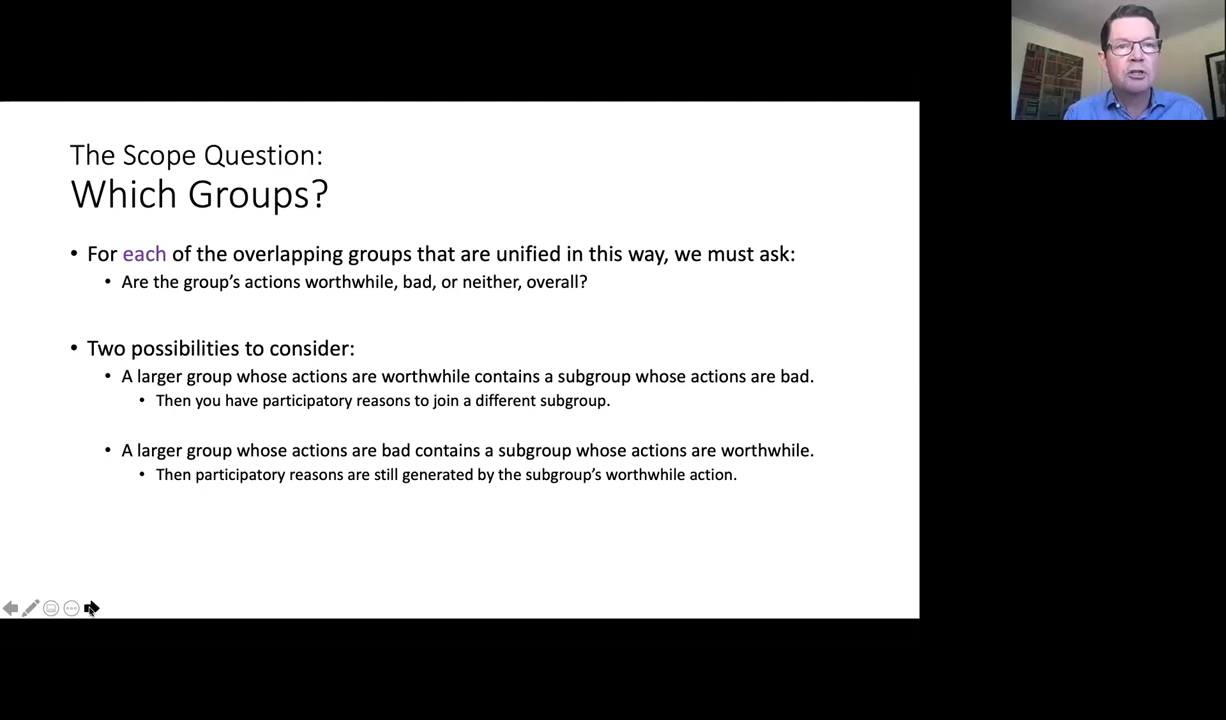 The Scope Question:
Which Groups?
• For each of the overlapping groups that are unified in this way, we must ask:
• Are the group's actions worthwhile, bad, or neither, overall?
• Two possibilities to consider:
• A larger group whose actions are worthwhile contains a subgroup whose actions are bad.
• Then you have participatory reasons to join a different subgroup.
• A larger group whose actions are bad contains a subgroup whose actions are worthwhile.
• Then participatory reasons are still generated by the subgroup's worthwhile action.